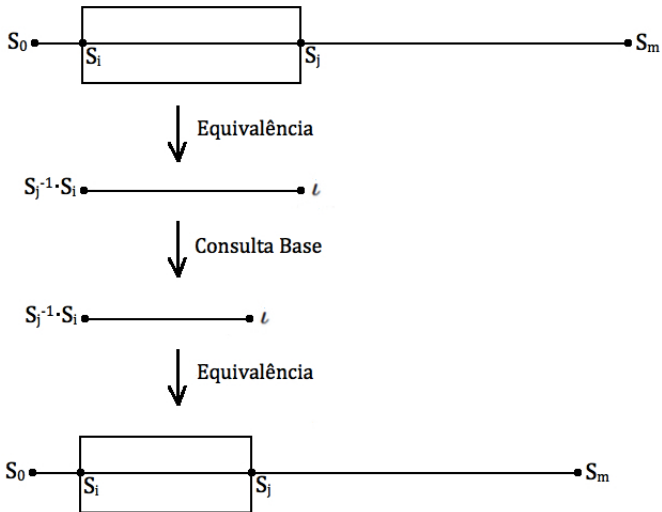 S₀ Sᵢ Sⱼ Sₘ
Equivalência
Sⱼ⁻¹·Sᵢ ι
Consulta Base
Sⱼ⁻¹·Sᵢ ι
Equivalência
S₀ Sᵢ Sⱼ Sₘ